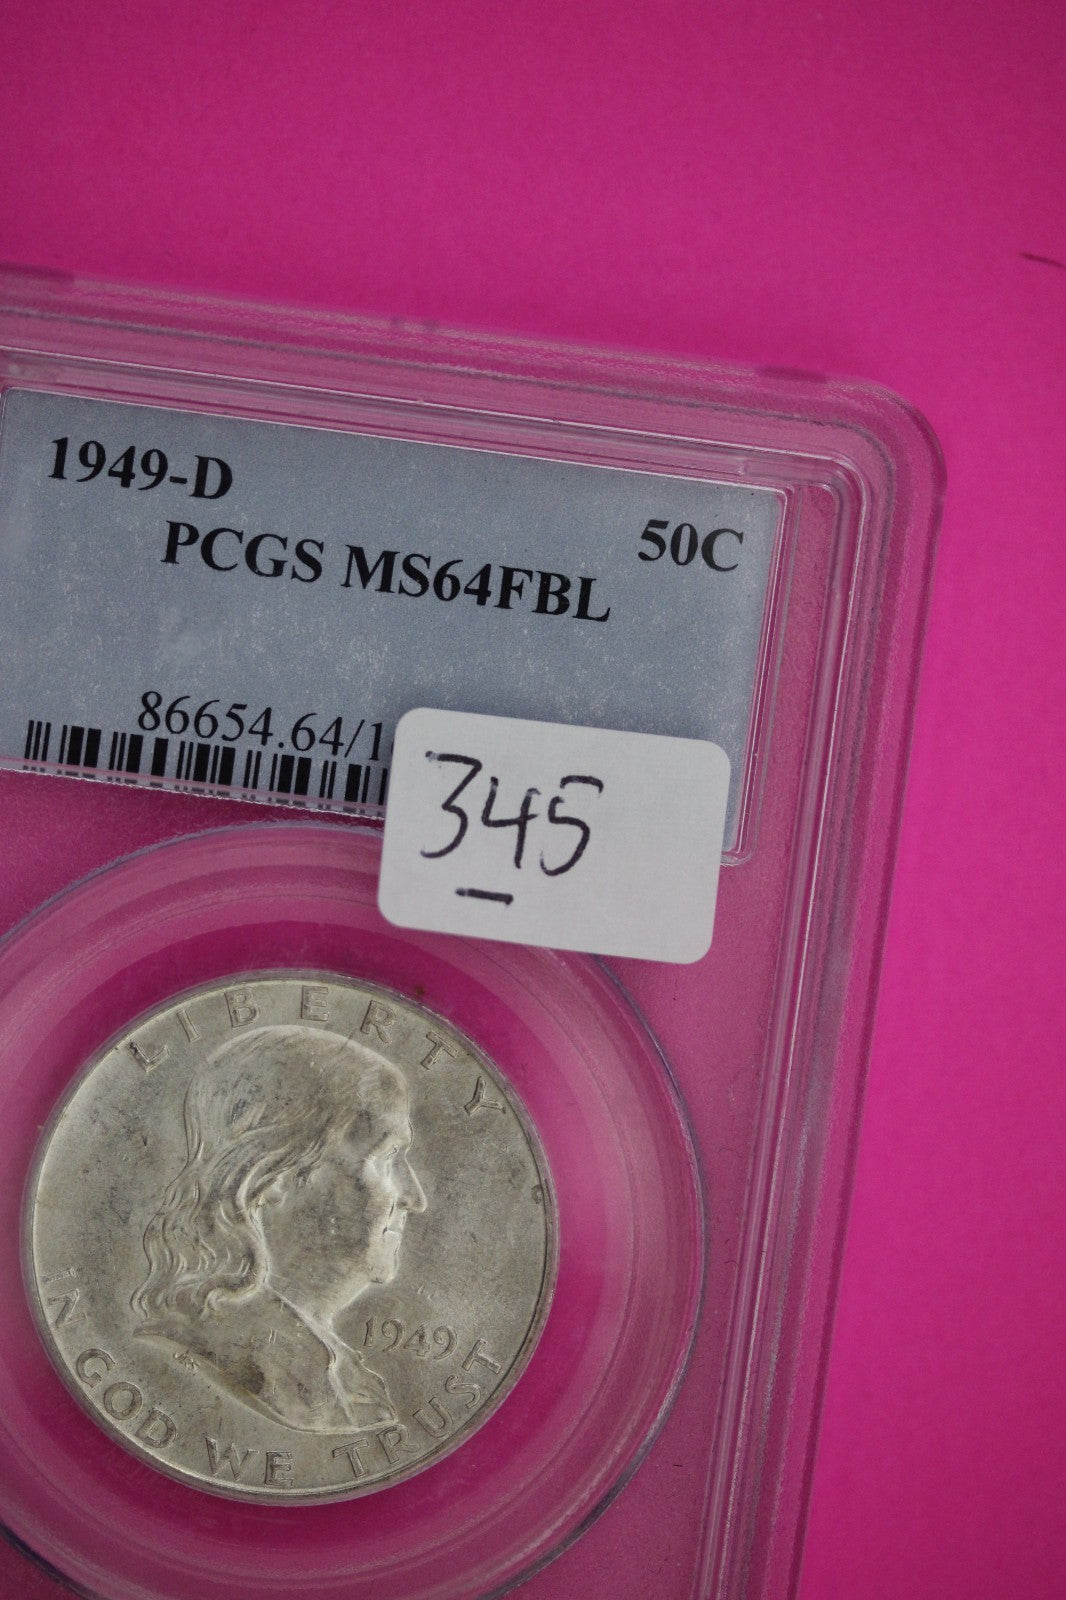 1949-D
50C
PCGS MS64FBL
86654.64/1
345
LIBERTY
1949
IN GOD WE TRUST